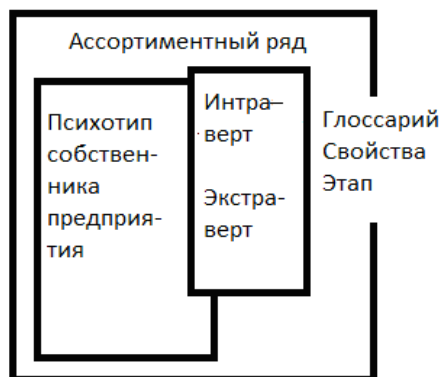 Ассортиментный ряд
Психотип
собствен-
ника
предприя-
тия
Интра–
верт
Экстра-
верт
Глоссарий
Свойства
Этап